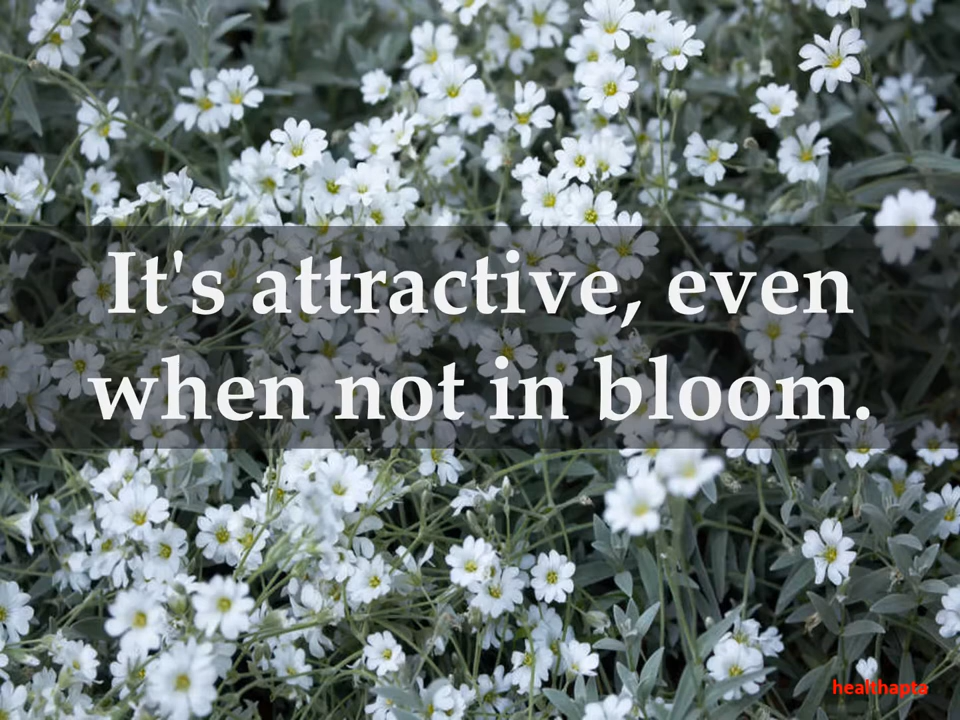 It's attractive, even
when not in bloom.
healthapta